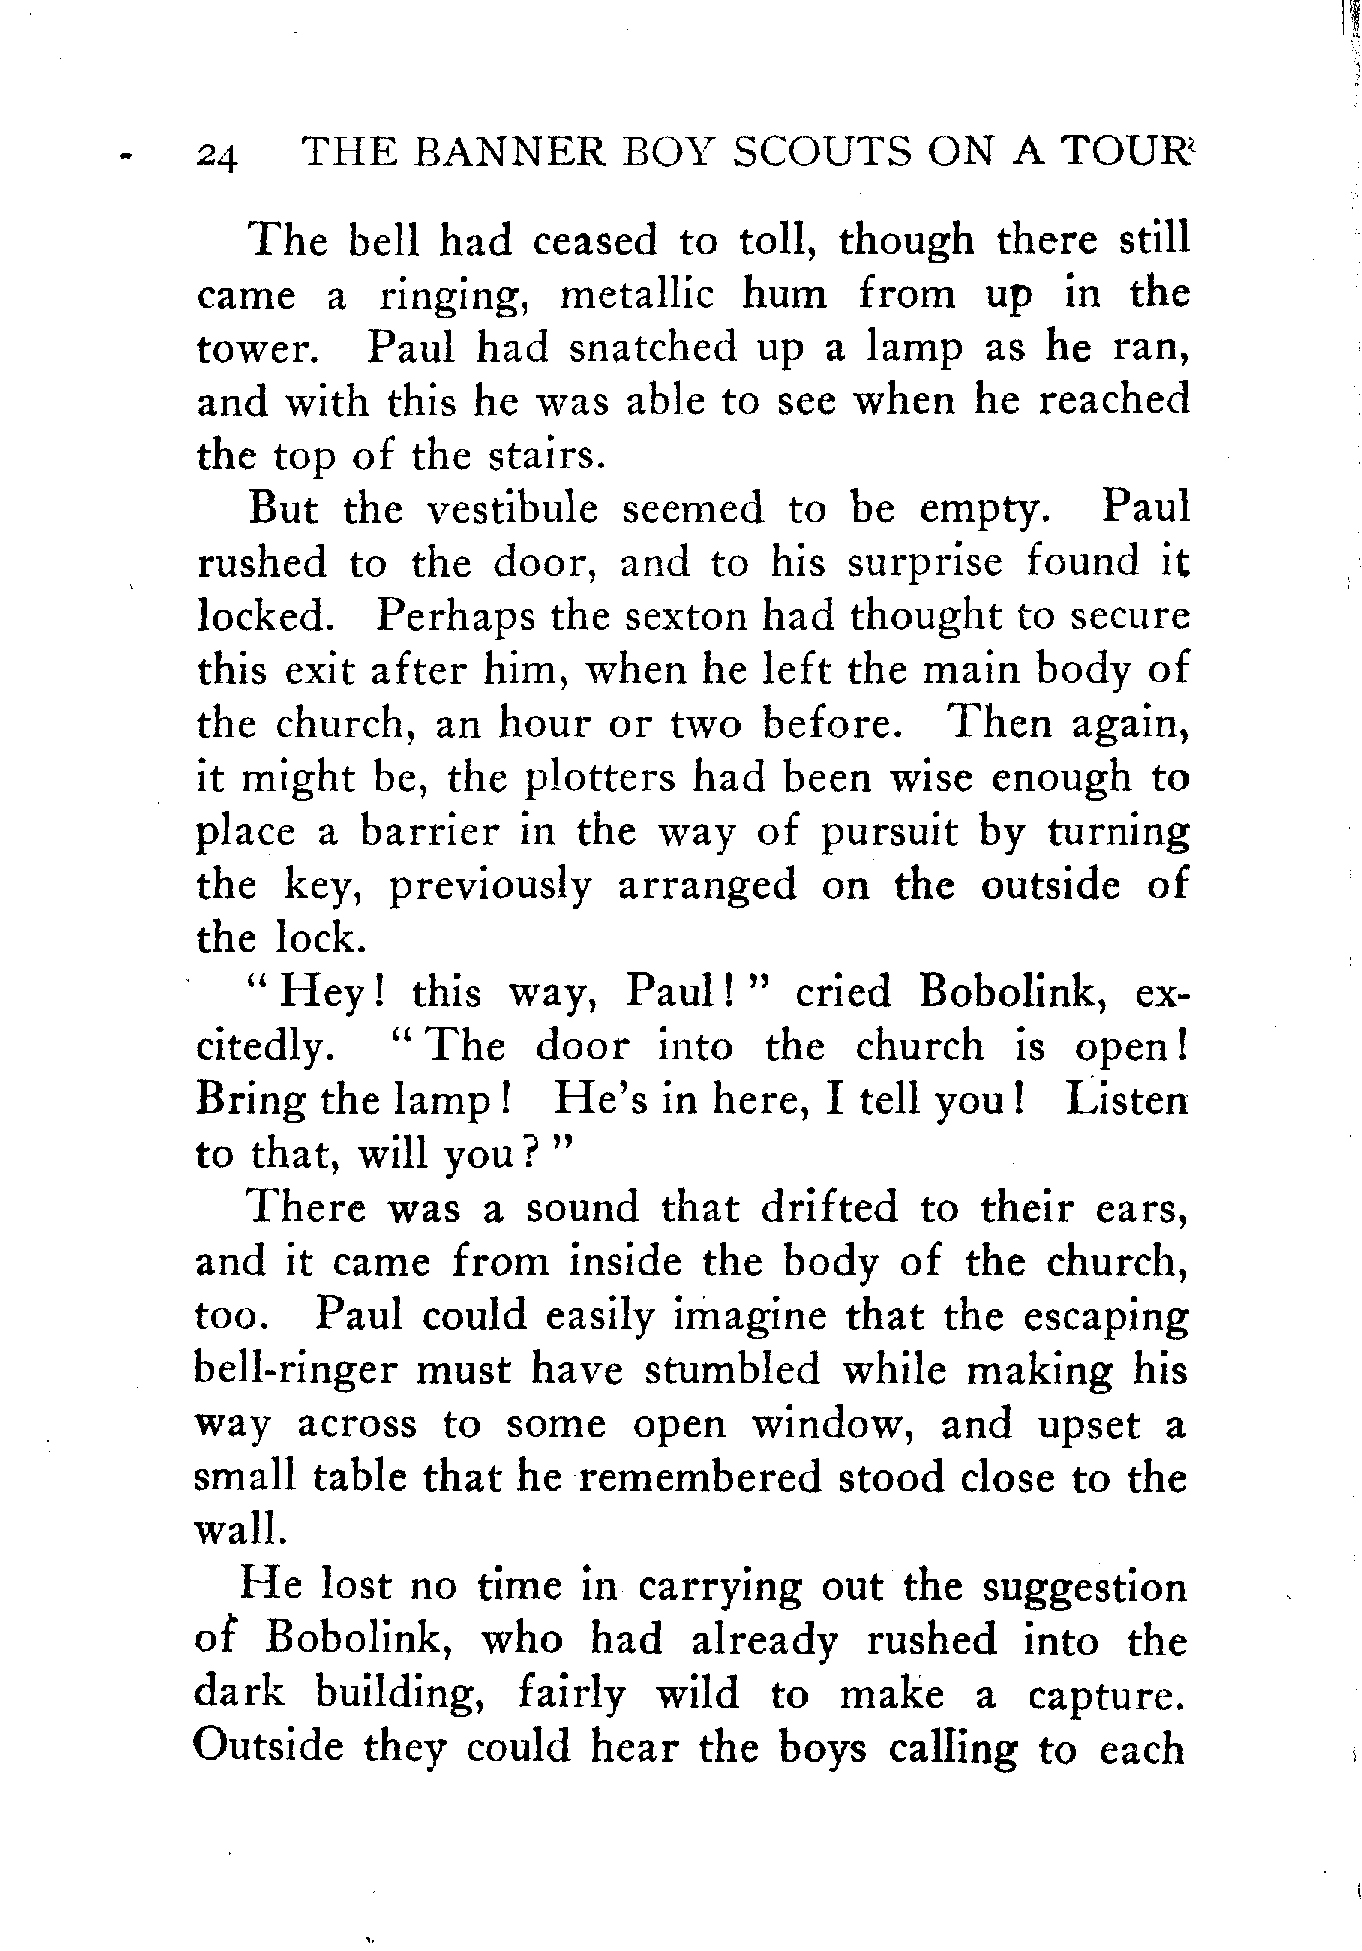 24 THE BANNER BOY SCOUTS ON A TOUR
The bell had ceased to toll, though there still
came a ringing, metallic hum from up in the
tower. Paul had snatched up a lamp as he ran,
and with this he was able to see when he reached
the top of the stairs.
But the vestibule seemed to be empty. Paul
rushed to the door, and to his surprise found it
locked. Perhaps the sexton had thought to secure
this exit after him, when he left the main body of
the church, an hour or two before. Then again,
it might be, the plotters had been wise enough to
place a barrier in the way of pursuit by turning
the key, previously arranged on the outside of
the lock.
" Hey! this way, Paul! " cried Bobolink, ex-
citedly. " The door into the church is open!
Bring the lamp! He's in here, I tell you! Listen
to that, will you? "
There was a sound that drifted to their ears,
and it came from inside the body of the church,
too. Paul could easily imagine that the escaping
bell-ringer must have stumbled while making his
way across to some open window, and upset a
small table that he remembered stood close to the
wall.
He lost no time in carrying out the suggestion
of Bobolink, who had already rushed into the
dark building, fairly wild to make a capture.
Outside they could hear the boys calling to each